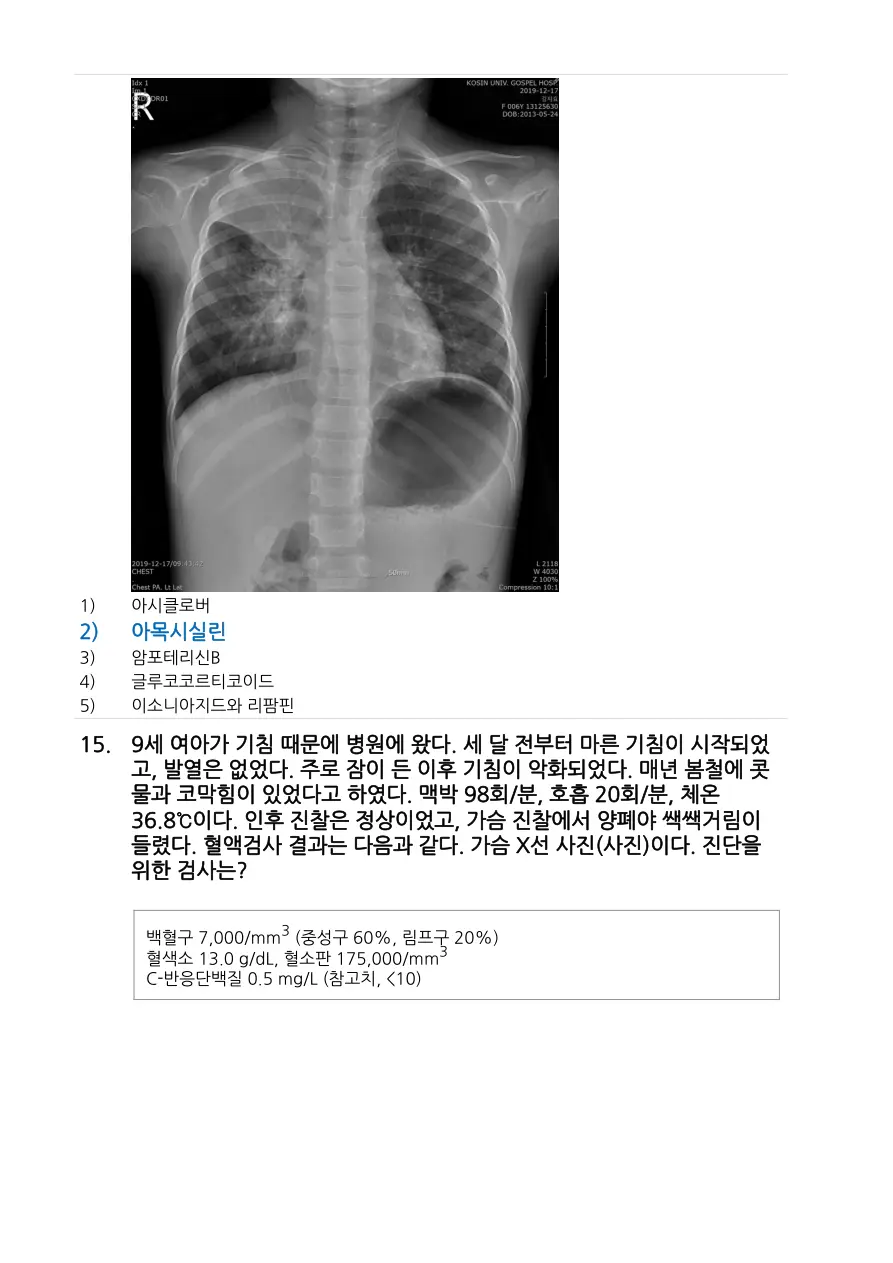 Idx 1
Im 1
R
KOSIN UNIV. GOSPEL HOSP.
2019-12-17
F 006Y 13125630
DOB:2013-05-24
2019-12-17/09:43:17
CHEST
Chest PA, Lt Lat
50mm
L 2118
W 4030
Z 100%
Compression 10:1
1) 아시클로버
2) 아목시실린
3) 암포테리신B
4) 글루코코르티코이드
5) 이소니아지드와 리팜핀
15. 9세 여아가 기침 때문에 병원에 왔다. 세 달 전부터 마른 기침이 시작되었
고, 발열은 없었다. 주로 잠이 든 이후 기침이 악화되었다. 매년 봄철에 콧
물과 코막힘이 있었다고 하였다. 맥박 98회/분, 호흡 20회/분, 체온
36.8℃이다. 인후 진찰은 정상이었고, 가슴 진찰에서 양폐야 쌕쌕거림이
들렸다. 혈액검사 결과는 다음과 같다. 가슴 X선 사진(사진)이다. 진단을
위한 검사는?
백혈구 7,000/mm3 (중성구 60%, 림프구 20%)
혈색소 13.0 g/dL, 혈소판 175,000/mm3
C-반응단백질 0.5 mg/L (참고치, <10)